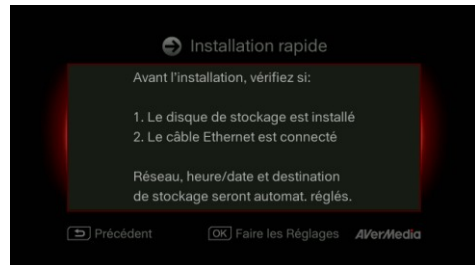 Installation rapide
Avant l'installation, vérifiez si:
1. Le disque de stockage est installé
2. Le câble Ethernet est connecté
Réseau, heure/date et destination
de stockage seront automat. réglés.
Précédent OK Faire les Réglages AVerMedia